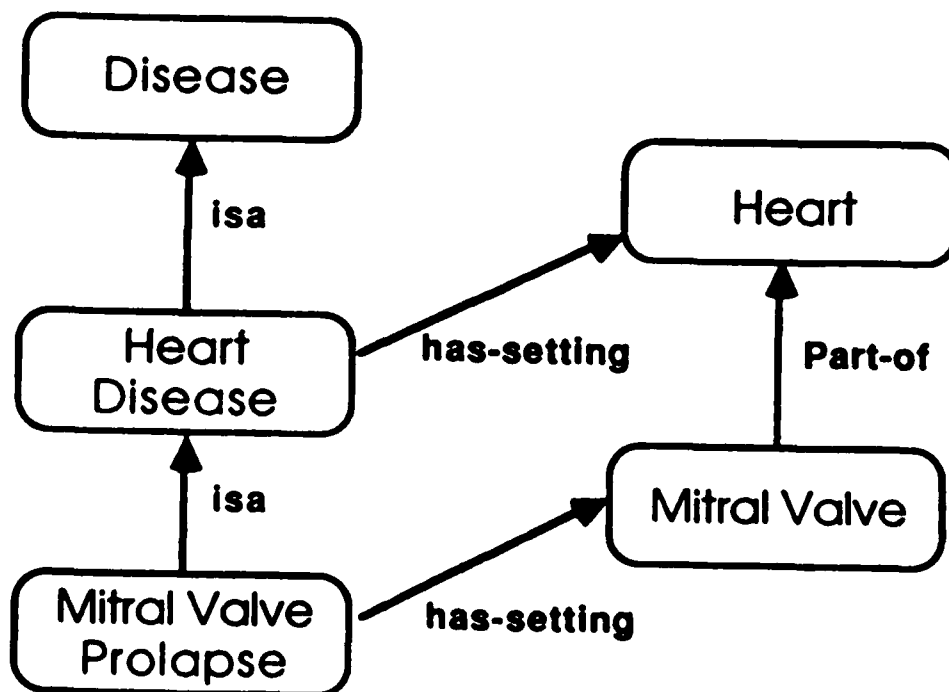 Disease
isa
Heart
Heart
Disease
has-setting
Part-of
isa
Mitral Valve
Mitral Valve
Prolapse
has-setting